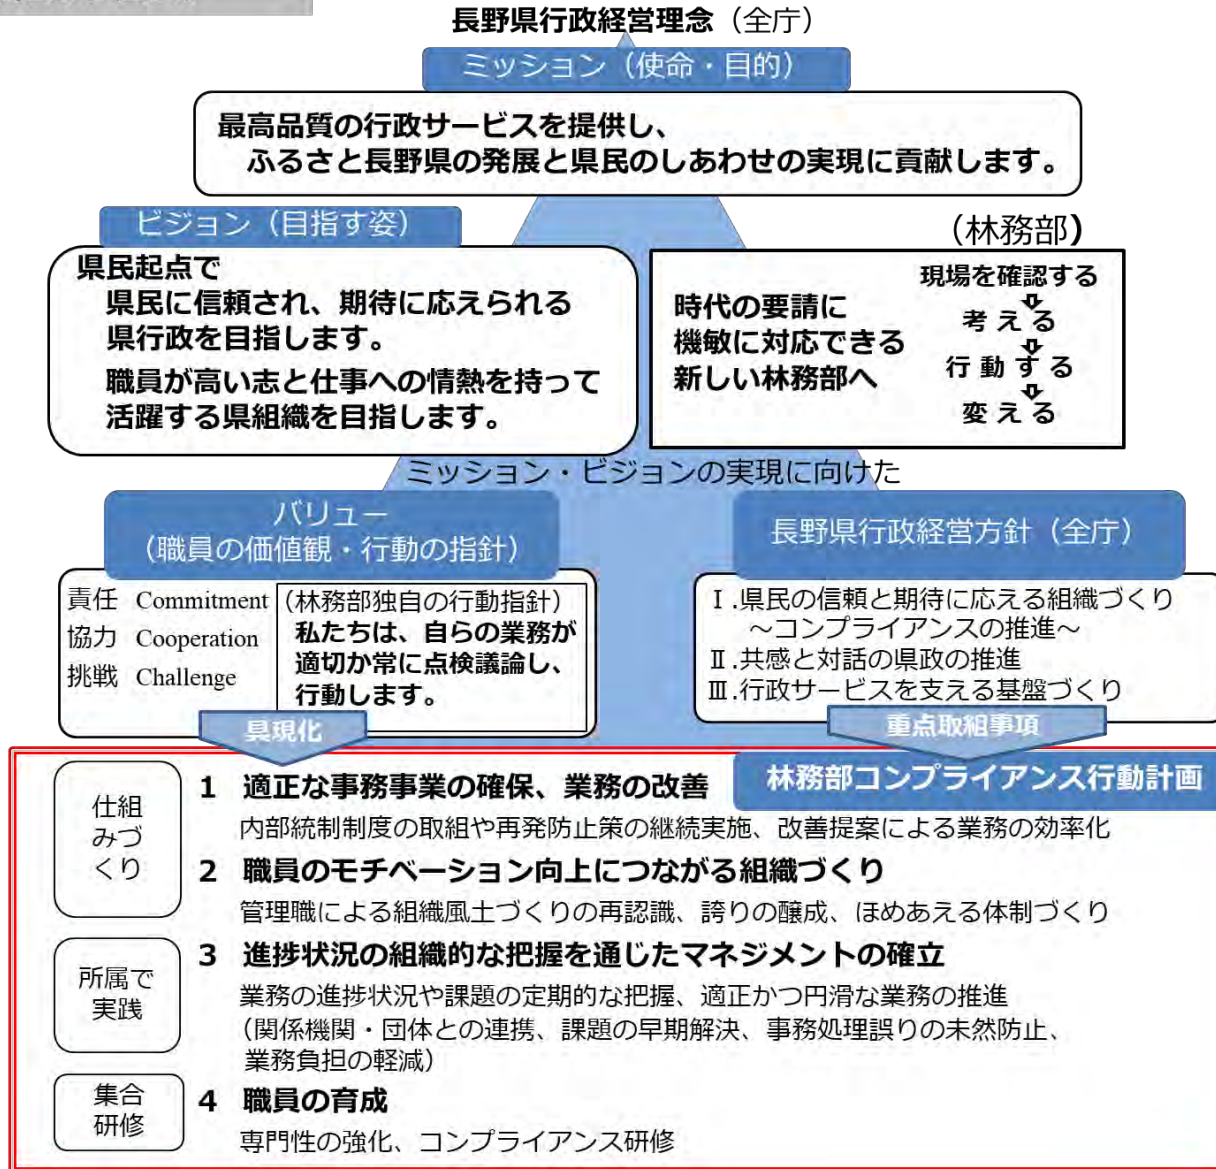 長野県行政経営理念（全庁）
ミッション（使命・目的）
最高品質の行政サービスを提供し、
ふるさと長野県の発展と県民のしあわせの実現に貢献します。
ビジョン（目指す姿）
県民起点で
県民に信頼され、期待に応えられる
県行政を目指します。
職員が高い志と仕事への情熱を持って
活躍する県組織を目指します。
（林務部）
時代の要請に
機敏に対応できる
新しい林務部へ
現場を確認する
考える
行動する
変える
ミッション・ビジョンの実現に向けた
バリュー
（職員の価値観・行動の指針）
責任 Commitment
協力 Cooperation
挑戦 Challenge
（林務部独自の行動指針）
私たちは、自らの業務が
適切か常に点検議論し、
行動します。
具現化
長野県行政経営方針（全庁）
Ⅰ.県民の信頼と期待に応える組織づくり
～コンプライアンスの推進～
Ⅱ.共感と対話の県政の推進
Ⅲ.行政サービスを支える基盤づくり
重点取組事項
林務部コンプライアンス行動計画
仕組
みづ
くり
1 適正な事務事業の確保、業務の改善
内部統制制度の取組や再発防止策の継続実施、改善提案による業務の効率化
2 職員のモチベーション向上につながる組織づくり
管理職による組織風土づくりの再認識、誇りの醸成、ほめあえる体制づくり
所属で
実践
3 進捗状況の組織的な把握を通じたマネジメントの確立
業務の進捗状況や課題の定期的な把握、適正かつ円滑な業務の推進
（関係機関・団体との連携、課題の早期解決、事務処理誤りの未然防止、
業務負担の軽減）
集合
研修
4 職員の育成
専門性の強化、コンプライアンス研修